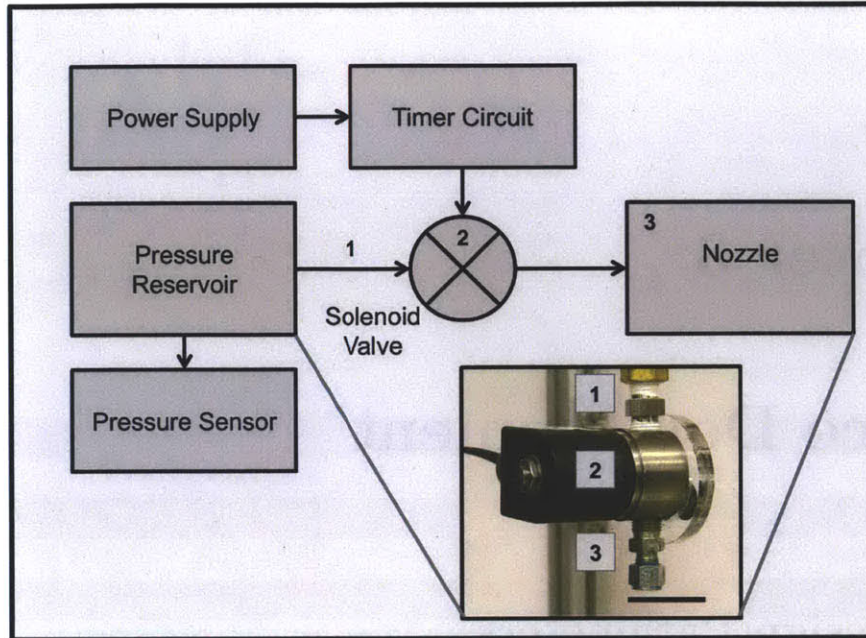 Power Supply
Timer Circuit
Pressure
Reservoir
1
2
3
Nozzle
Solenoid
Valve
Pressure Sensor
1
2
3